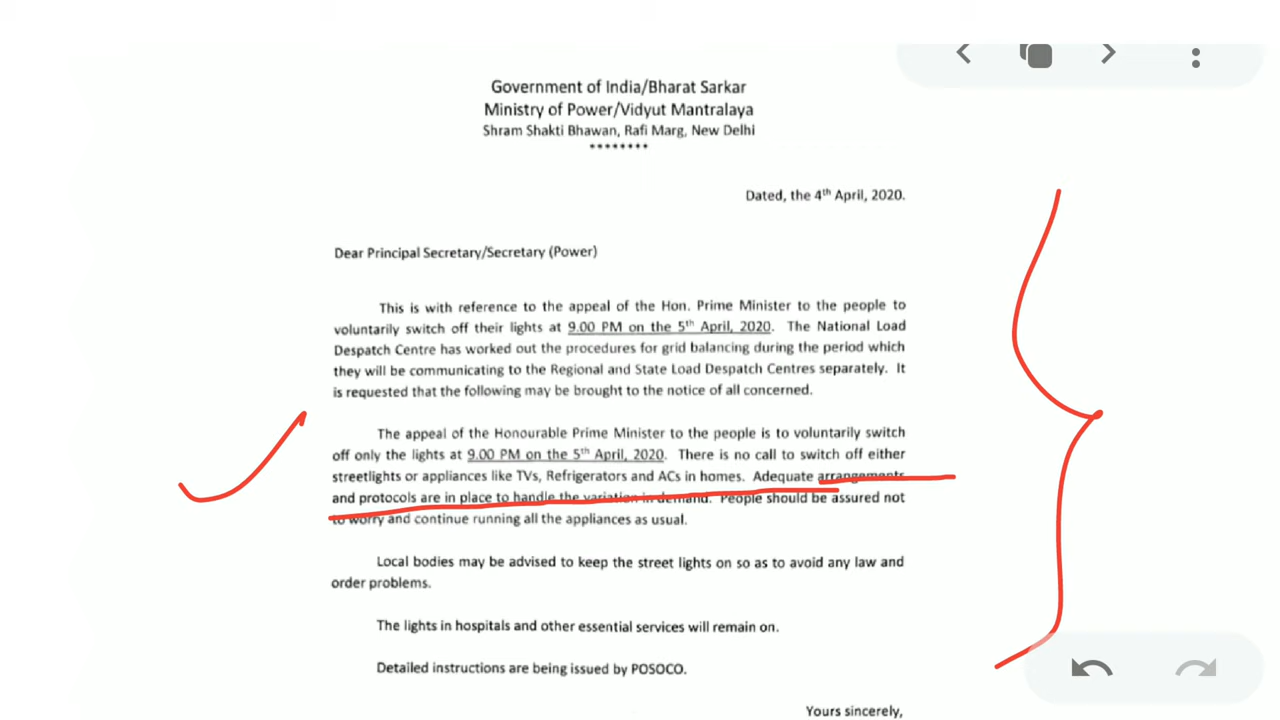 Government of India/Bharat Sarkar
Ministry of Power/Vidyut Mantralaya
Shram Shakti Bhawan, Rafi Marg, New Delhi
********
Dated, the 4th April, 2020.
Dear Principal Secretary/Secretary (Power)
This is with reference to the appeal of the Hon. Prime Minister to the people to
voluntarily switch off their lights at 9.00 PM on the 5th April, 2020. The National Load
Despatch Centre has worked out the procedures for grid balancing during the period which
they will be communicating to the Regional and State Load Despatch Centres separately. It
is requested that the following may be brought to the notice of all concerned.
The appeal of the Honourable Prime Minister to the people is to voluntarily switch
off only the lights at 9.00 PM on the 5th April, 2020. There is no call to switch off either
streetlights or appliances like TVs, Refrigerators and ACs in homes. Adequate arrangements
and protocols are in place to handle the variation in demand. People should be assured not
to worry and continue running all the appliances as usual.
Local bodies may be advised to keep the street lights on so as to avoid any law and
order problems.
The lights in hospitals and other essential services will remain on.
Detailed instructions are being issued by POSOCO.
Yours sincerely,